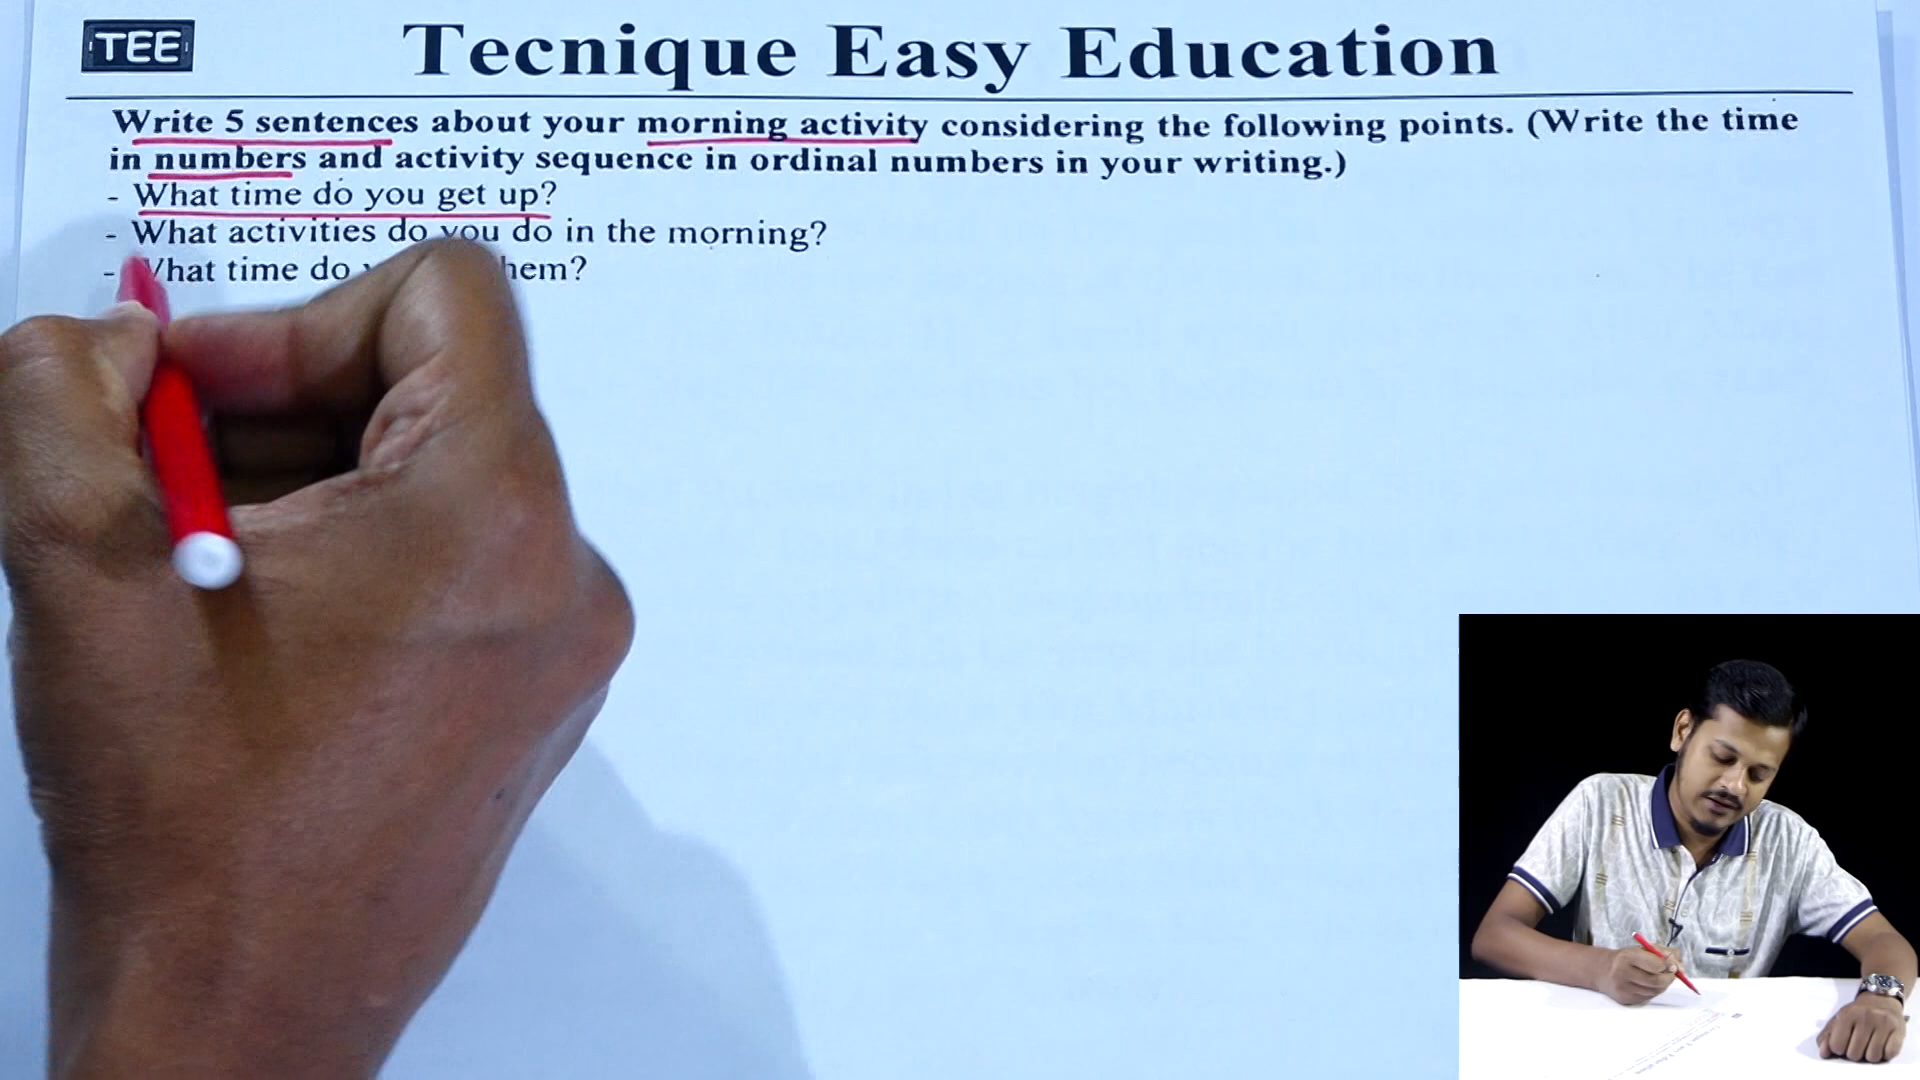 TEE
Tecnique Easy Education
Write 5 sentences about your morning activity considering the following points. (Write the time
in numbers and activity sequence in ordinal numbers in your writing.)
- What time do you get up?
- What activities do you do in the morning?
- What time do